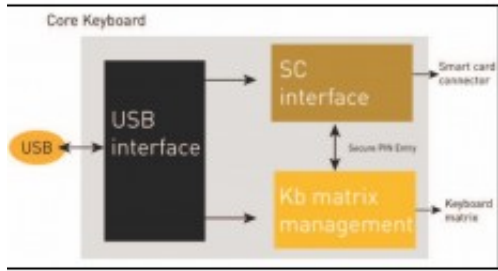 Core Keyboard
USB
USB
interface
SC
interface
Smart card
connector
Secure PIN Entry
Kb matrix
management
Keyboard
matrix